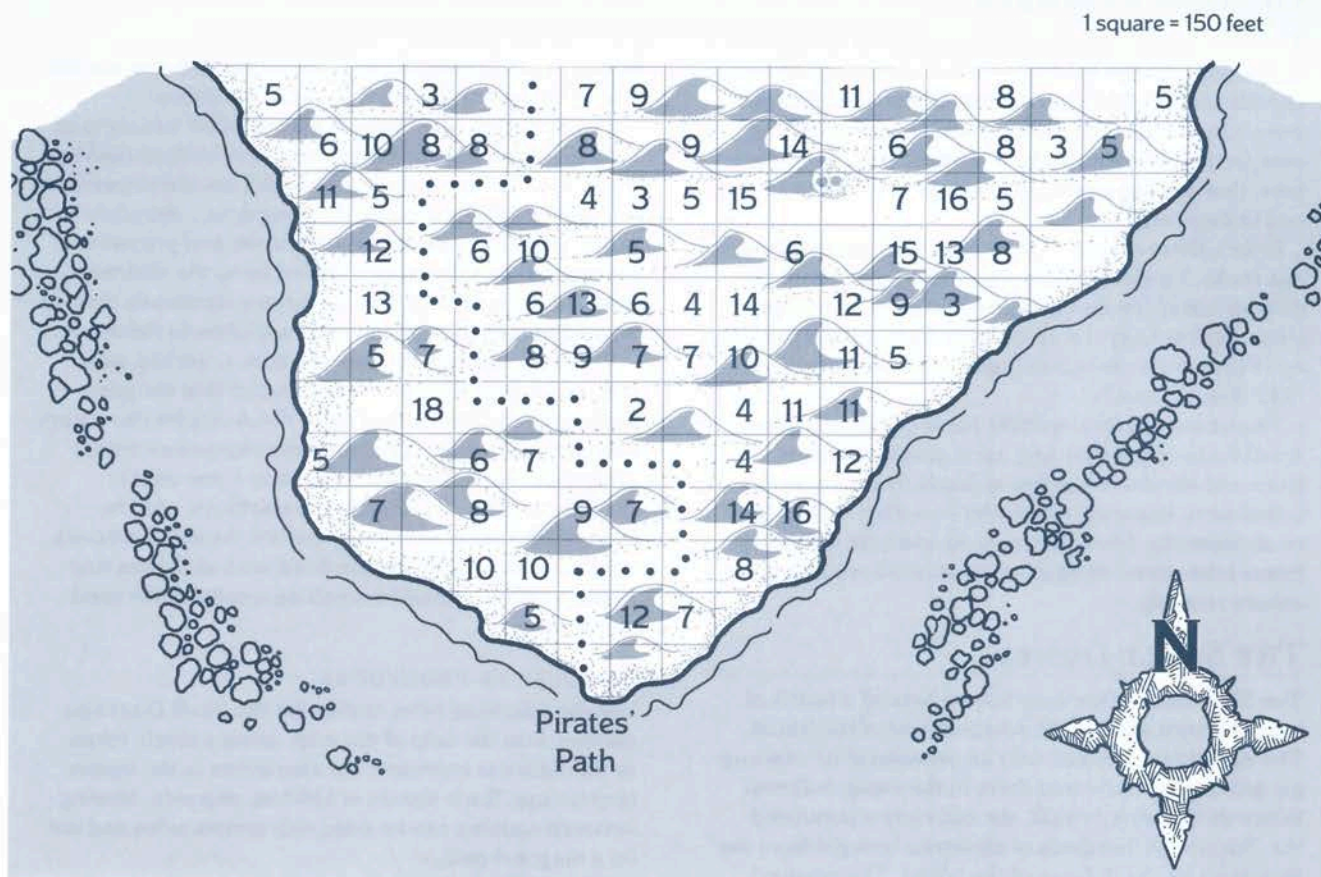 1 square = 150 feet
5 3 7 9 11 8 5
6 10 8 8 8 9 14 6 8 3 5
11 5 4 3 5 15 7 16 5
12 6 10 5 6 15 13 8
13 6 13 6 4 14 12 9 3
5 7 8 9 7 7 10 11 5
18 2 4 11 11
5 6 7 4 12
7 8 9 7 14 16
10 10 8
5 12 7
Pirates'
Path
N